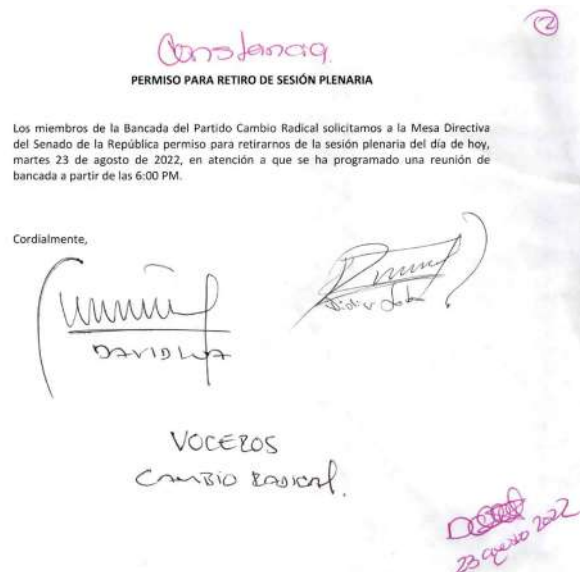 2
Constancia
PERMISO PARA RETIRO DE SESIÓN PLENARIA
Los miembros de la Bancada del Partido Cambio Radical solicitamos a la Mesa Directiva
del Senado de la República permiso para retirarnos de la sesión plenaria del día de hoy,
martes 23 de agosto de 2022, en atención a que se ha programado una reunión de
bancada a partir de las 6:00 PM.
Cordialmente,
Didier Lobo
DAVID LUNA
VOCEROS
CAMBIO RADICAL.
23 agosto 2022